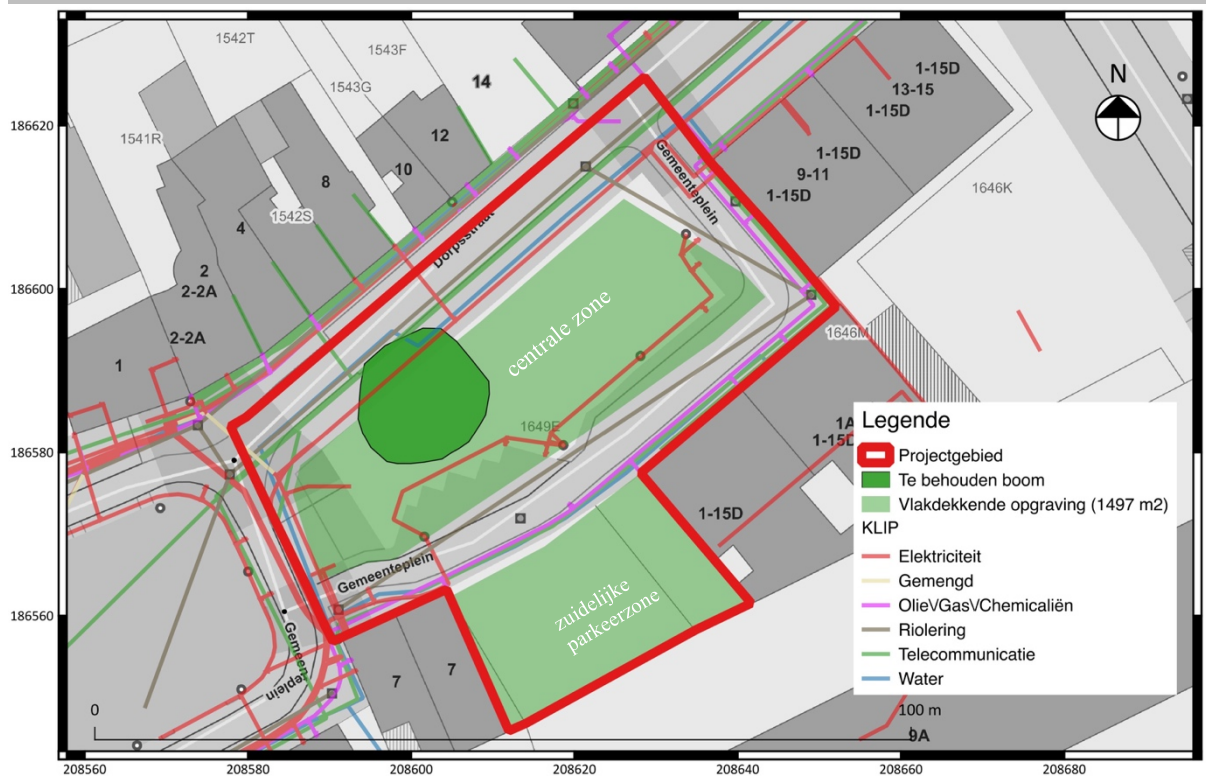 1542T
1543F
1543G
14
N
1-15D
13-15
1-15D
186620
1541R
12
10
8
1-15D
9-11
1-15D
1646K
Gemeenteplein
1542S
4
2
2-2A
Dorpsstraat
186600
centrale zone
1646M
2-2A
1
1649E
186580
1A
1-15D
1-15D
Gemeenteplein
zuidelijke
parkeerzone
186560
Gemeenteplein
7
7
Legende
Projectgebied
Te behouden boom
Vlakdekkende opgraving (1497 m2)
KLIP
Elektriciteit
Gemengd
Olie\/Gas\/Chemicaliën
Riolering
Telecommunicatie
Water
0
100 m
9A
208560
208580
208600
208620
208640
208660
208680